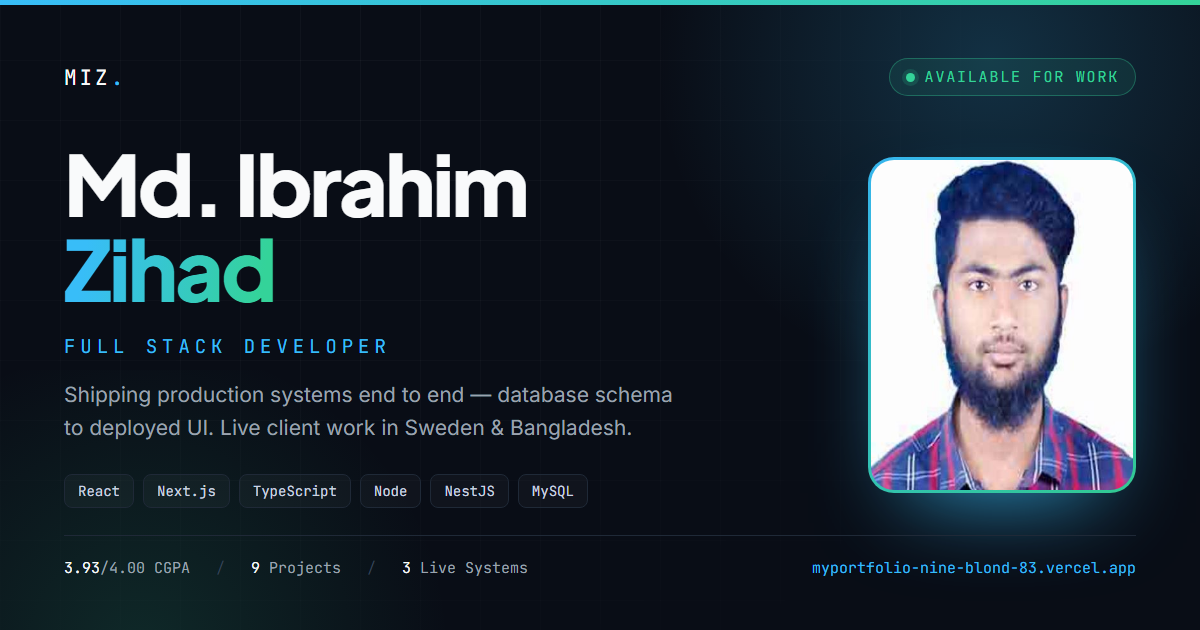 MIZ.
AVAILABLE FOR WORK
Md. Ibrahim
Zihad
FULL STACK DEVELOPER
Shipping production systems end to end — database schema
to deployed UI. Live client work in Sweden & Bangladesh.
React Next.js TypeScript Node NestJS MySQL
3.93/4.00 CGPA / 9 Projects / 3 Live Systems
myportfolio-nine-blond-83.vercel.app